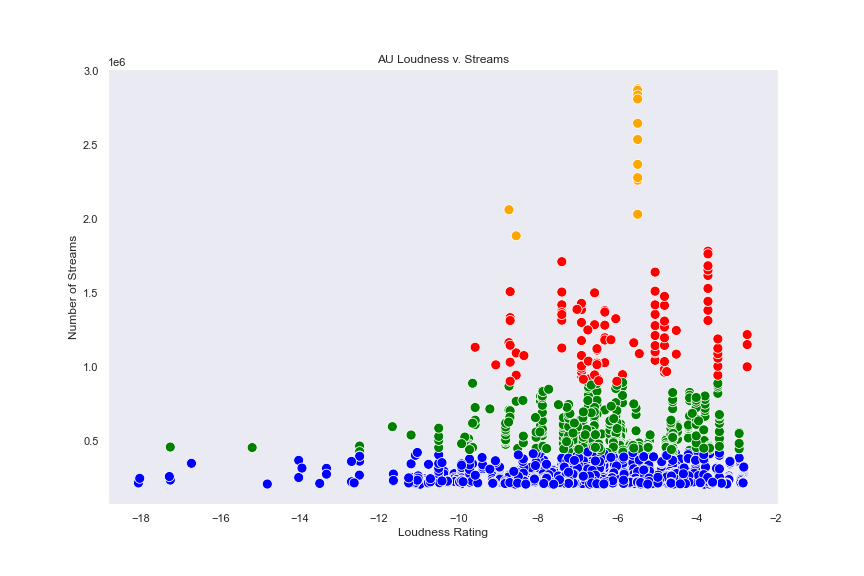 AU Loudness v. Streams
1e6
3.0
2.5
2.0
1.5
1.0
0.5
Number of Streams
−18 −16 −14 −12 −10 −8 −6 −4 −2
Loudness Rating